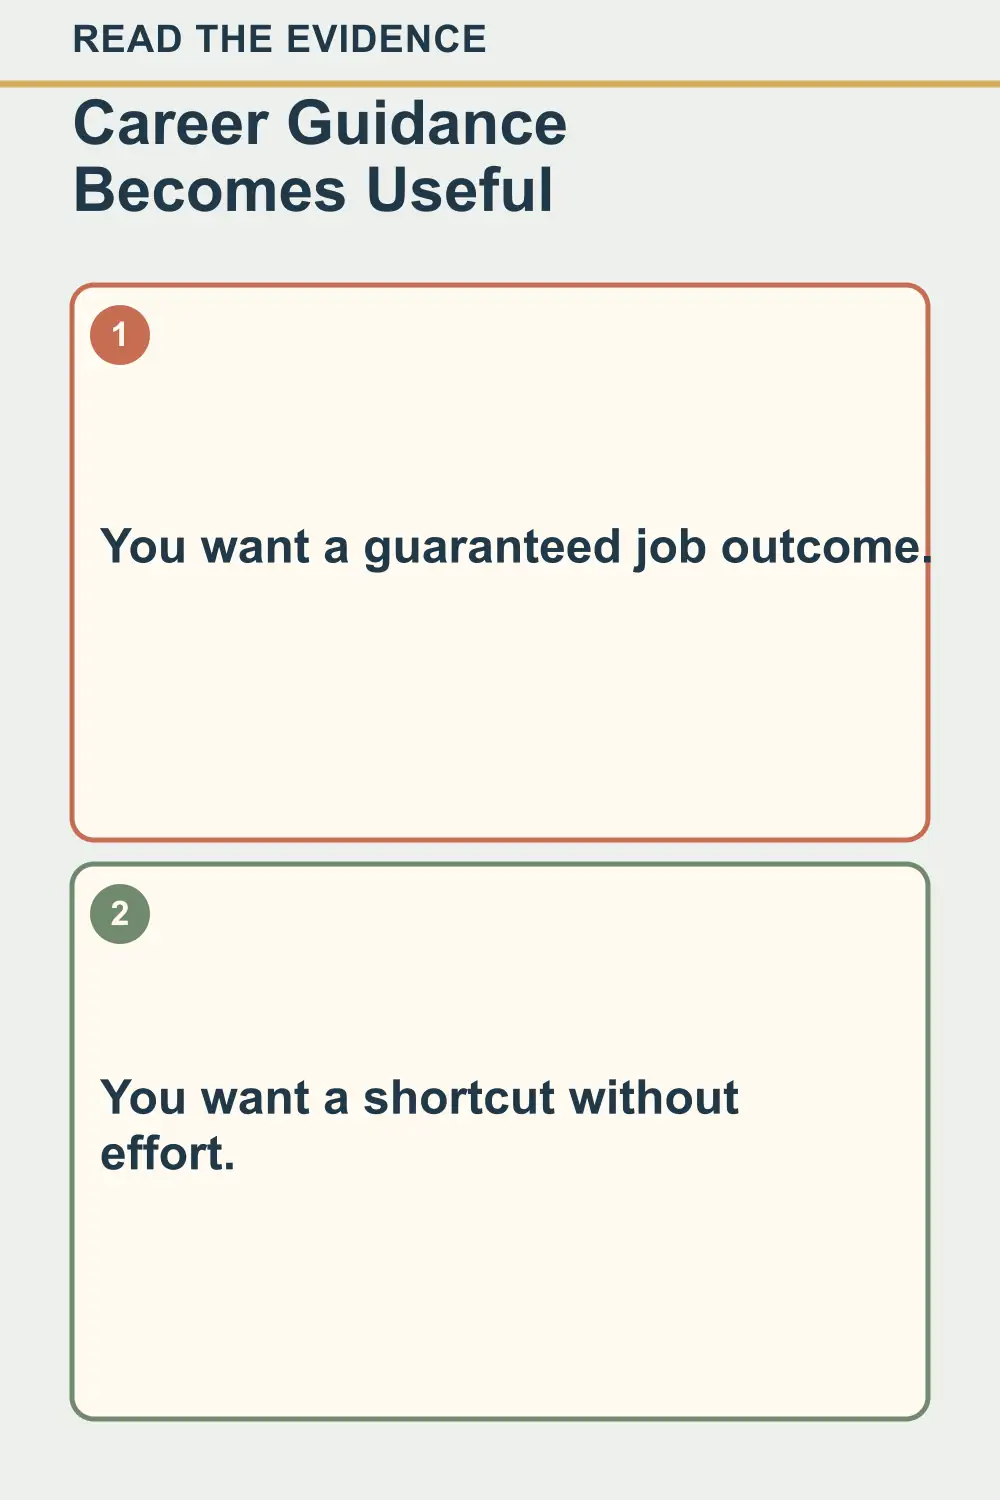 READ THE EVIDENCE
Career Guidance
Becomes Useful
1
You want a guaranteed job outcome.
2
You want a shortcut without
effort.